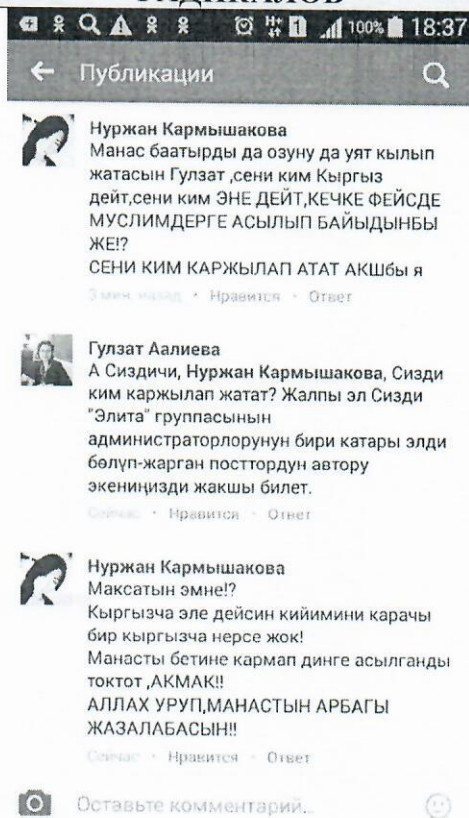 100% 18:37
Публикации
Нуржан Кармышакова
Манас баатырды да озуну да уят кылып
жатасын Гулзат ,сени ким Кыргыз
дейт,сени ким ЭНЕ ДЕЙТ,КЕЧКЕ ФЕЙСДЕ
МУСЛИМДЕРГЕ АСЫЛЫП БАЙЫДЫНБЫ
ЖЕ!?
СЕНИ КИМ КАРЖЫЛАП АТАТ АКШбы я
3 мин. назад • Нравится • Ответ
Гулзат Аалиева
А Сиздичи, Нуржан Кармышакова, Сизди
ким каржылап жатат? Жалпы эл Сизди
"Элита" группасынын
администраторлорунун бири катары элди
бөлүп-жарган посттордун автору
экениңизди жакшы билет.
Сейчас • Нравится • Ответ
Нуржан Кармышакова
Максатын эмне!?
Кыргызча эле дейсин кийимини карачы
бир кыргызча нерсе жок!
Манасты бетине кармап динге асылганды
токтот ,АКМАК!!
АЛЛАХ УРУП,МАНАСТЫН АРБАГЫ
ЖАЗАЛАБАСЫН!!
Сейчас • Нравится • Ответ
Оставьте комментарий...